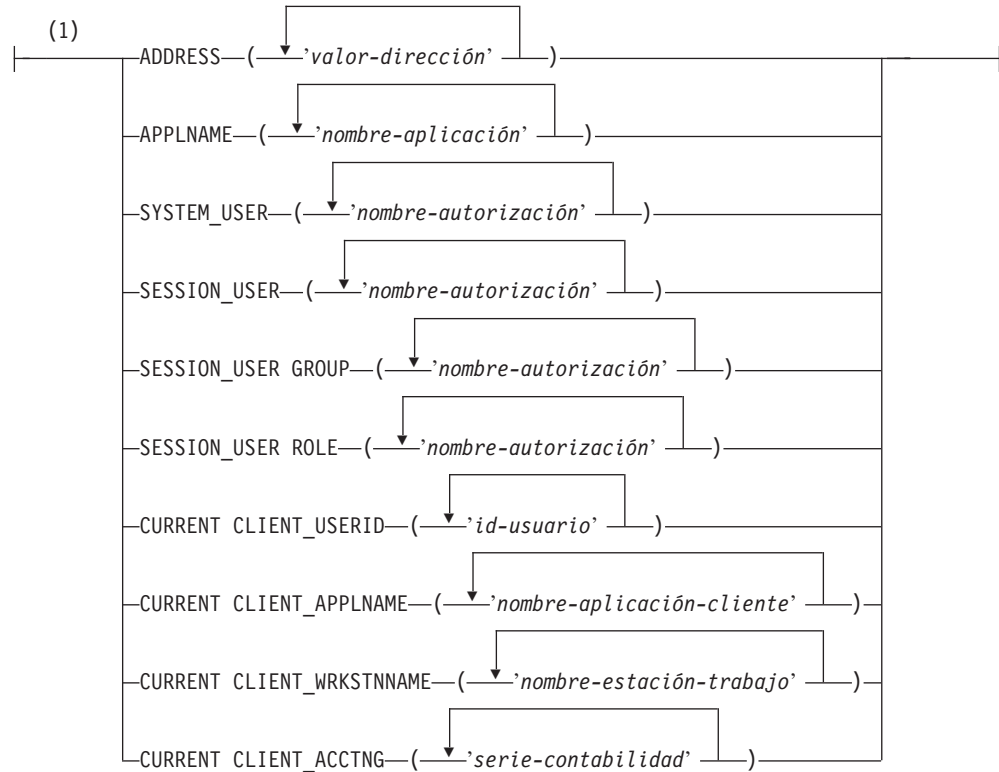 (1)
ADDRESS ( 'valor-dirección' )
APPLNAME ( 'nombre-aplicación' )
SYSTEM_USER ( 'nombre-autorización' )
SESSION_USER ( 'nombre-autorización' )
SESSION_USER GROUP ( 'nombre-autorización' )
SESSION_USER ROLE ( 'nombre-autorización' )
CURRENT CLIENT_USERID ( 'id-usuario' )
CURRENT CLIENT_APPLNAME ( 'nombre-aplicación-cliente' )
CURRENT CLIENT_WRKSTNNAME ( 'nombre-estación-trabajo' )
CURRENT CLIENT_ACCTNG ( 'serie-contabilidad' )